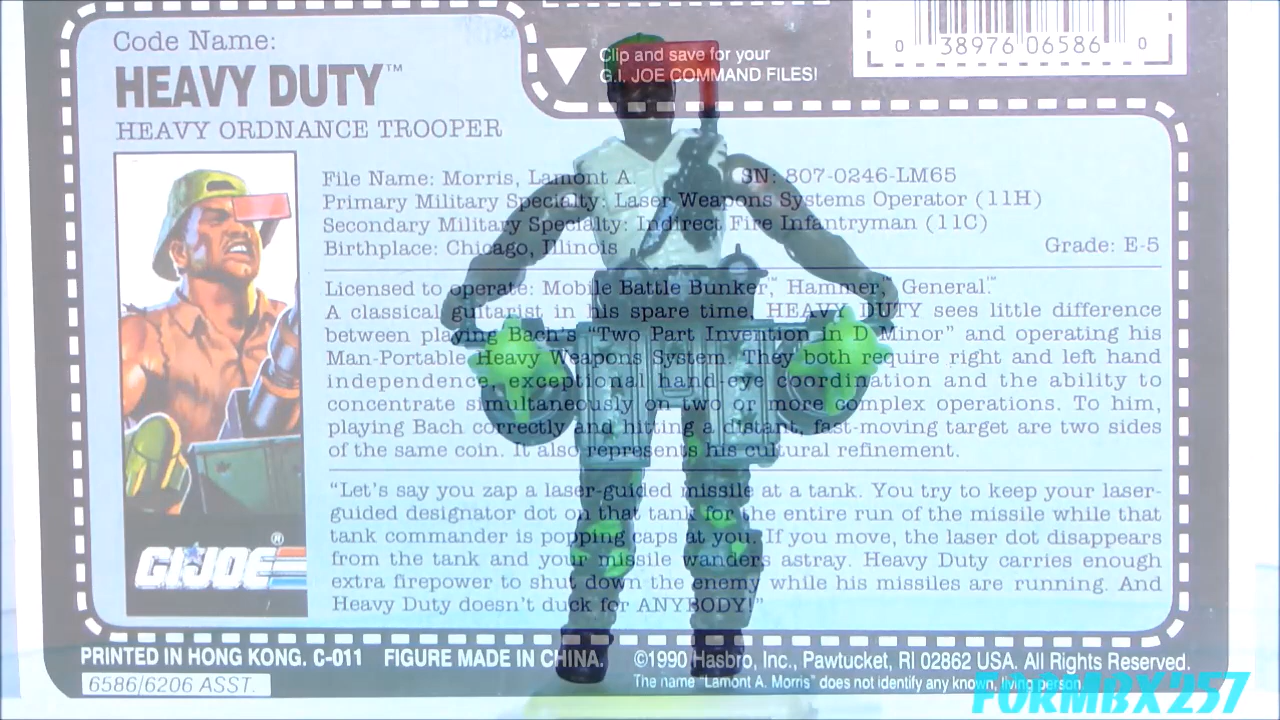 Code Name:
HEAVY DUTY™
HEAVY ORDNANCE TROOPER
Clip and save for your
G.I. JOE COMMAND FILES!
0 38976 06586 0
File Name: Morris, Lamont A. SN: 807-0246-LM65
Primary Military Specialty: Laser Weapons Systems Operator (11H)
Secondary Military Specialty: Indirect Fire Infantryman (11C)
Birthplace: Chicago, Illinois Grade: E-5
Licensed to operate: Mobile Battle Bunker,™ Hammer,™ General.™
A classical guitarist in his spare time, HEAVY DUTY sees little difference
between playing Bach's "Two Part Invention in D Minor" and operating his
Man-Portable Heavy Weapons System. They both require right and left hand
independence, exceptional hand-eye coordination and the ability to
concentrate simultaneously on two or more complex operations. To him,
playing Bach correctly and hitting a distant, fast-moving target are two sides
of the same coin. It also represents his cultural refinement.
"Let's say you zap a laser-guided missile at a tank. You try to keep your laser-
guided designator dot on that tank for the entire run of the missile while that
tank commander is popping caps at you. If you move, the laser dot disappears
from the tank and your missile wanders astray. Heavy Duty carries enough
extra firepower to shut down the enemy while his missiles are running. And
Heavy Duty doesn't duck for ANYBODY!"
GI JOE®
PRINTED IN HONG KONG. C-011 FIGURE MADE IN CHINA. ©1990 Hasbro, Inc., Pawtucket, RI 02862 USA. All Rights Reserved.
6586/6206 ASST. The name "Lamont A. Morris" does not identify any known, living person.
FORMBX257